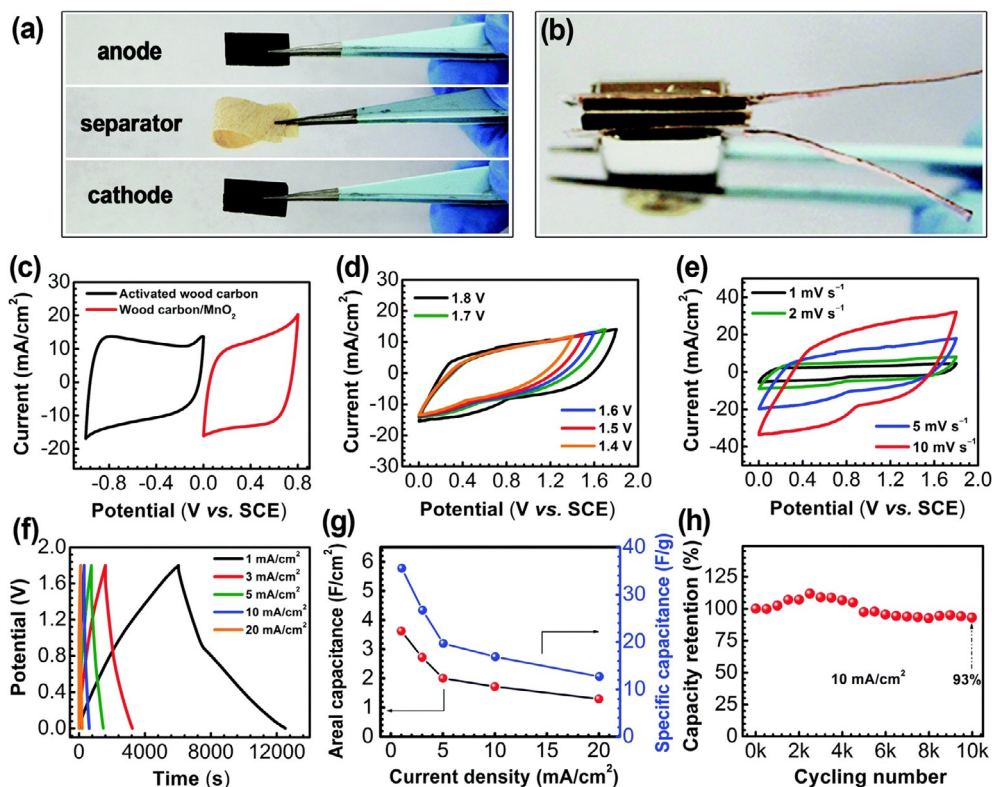 (a)
anode
separator
cathode
(b)
(c)
Activated wood carbon
Wood carbon/MnO₂
30
20
10
0
-10
-20
Current (mA/cm²)
-0.8
-0.4
0.0
0.4
0.8
Potential (V vs. SCE)
(d)
1.8 V
1.7 V
1.6 V
1.5 V
1.4 V
30
20
10
0
-10
-20
-30
Current (mA/cm²)
0.0
0.4
0.8
1.2
1.6
2.0
Potential (V vs. SCE)
(e)
1 mV s⁻¹
2 mV s⁻¹
5 mV s⁻¹
10 mV s⁻¹
40
20
0
-20
-40
Current (mA/cm²)
0.0
0.4
0.8
1.2
1.6
2.0
Potential (V vs. SCE)
(f)
1 mA/cm²
3 mA/cm²
5 mA/cm²
10 mA/cm²
20 mA/cm²
2.0
1.6
1.2
0.8
0.4
0.0
Potential (V)
0
4000
8000
12000
Time (s)
(g)
6
5
4
3
2
1
0
Areal capacitance (F/cm²)
40
30
20
10
0
Specific capacitance (F/g)
0
5
10
15
20
Current density (mA/cm²)
(h)
125
100
75
50
25
0
Capacity retention (%)
10 mA/cm²
93%
0k
2k
4k
6k
8k
10k
Cycling number